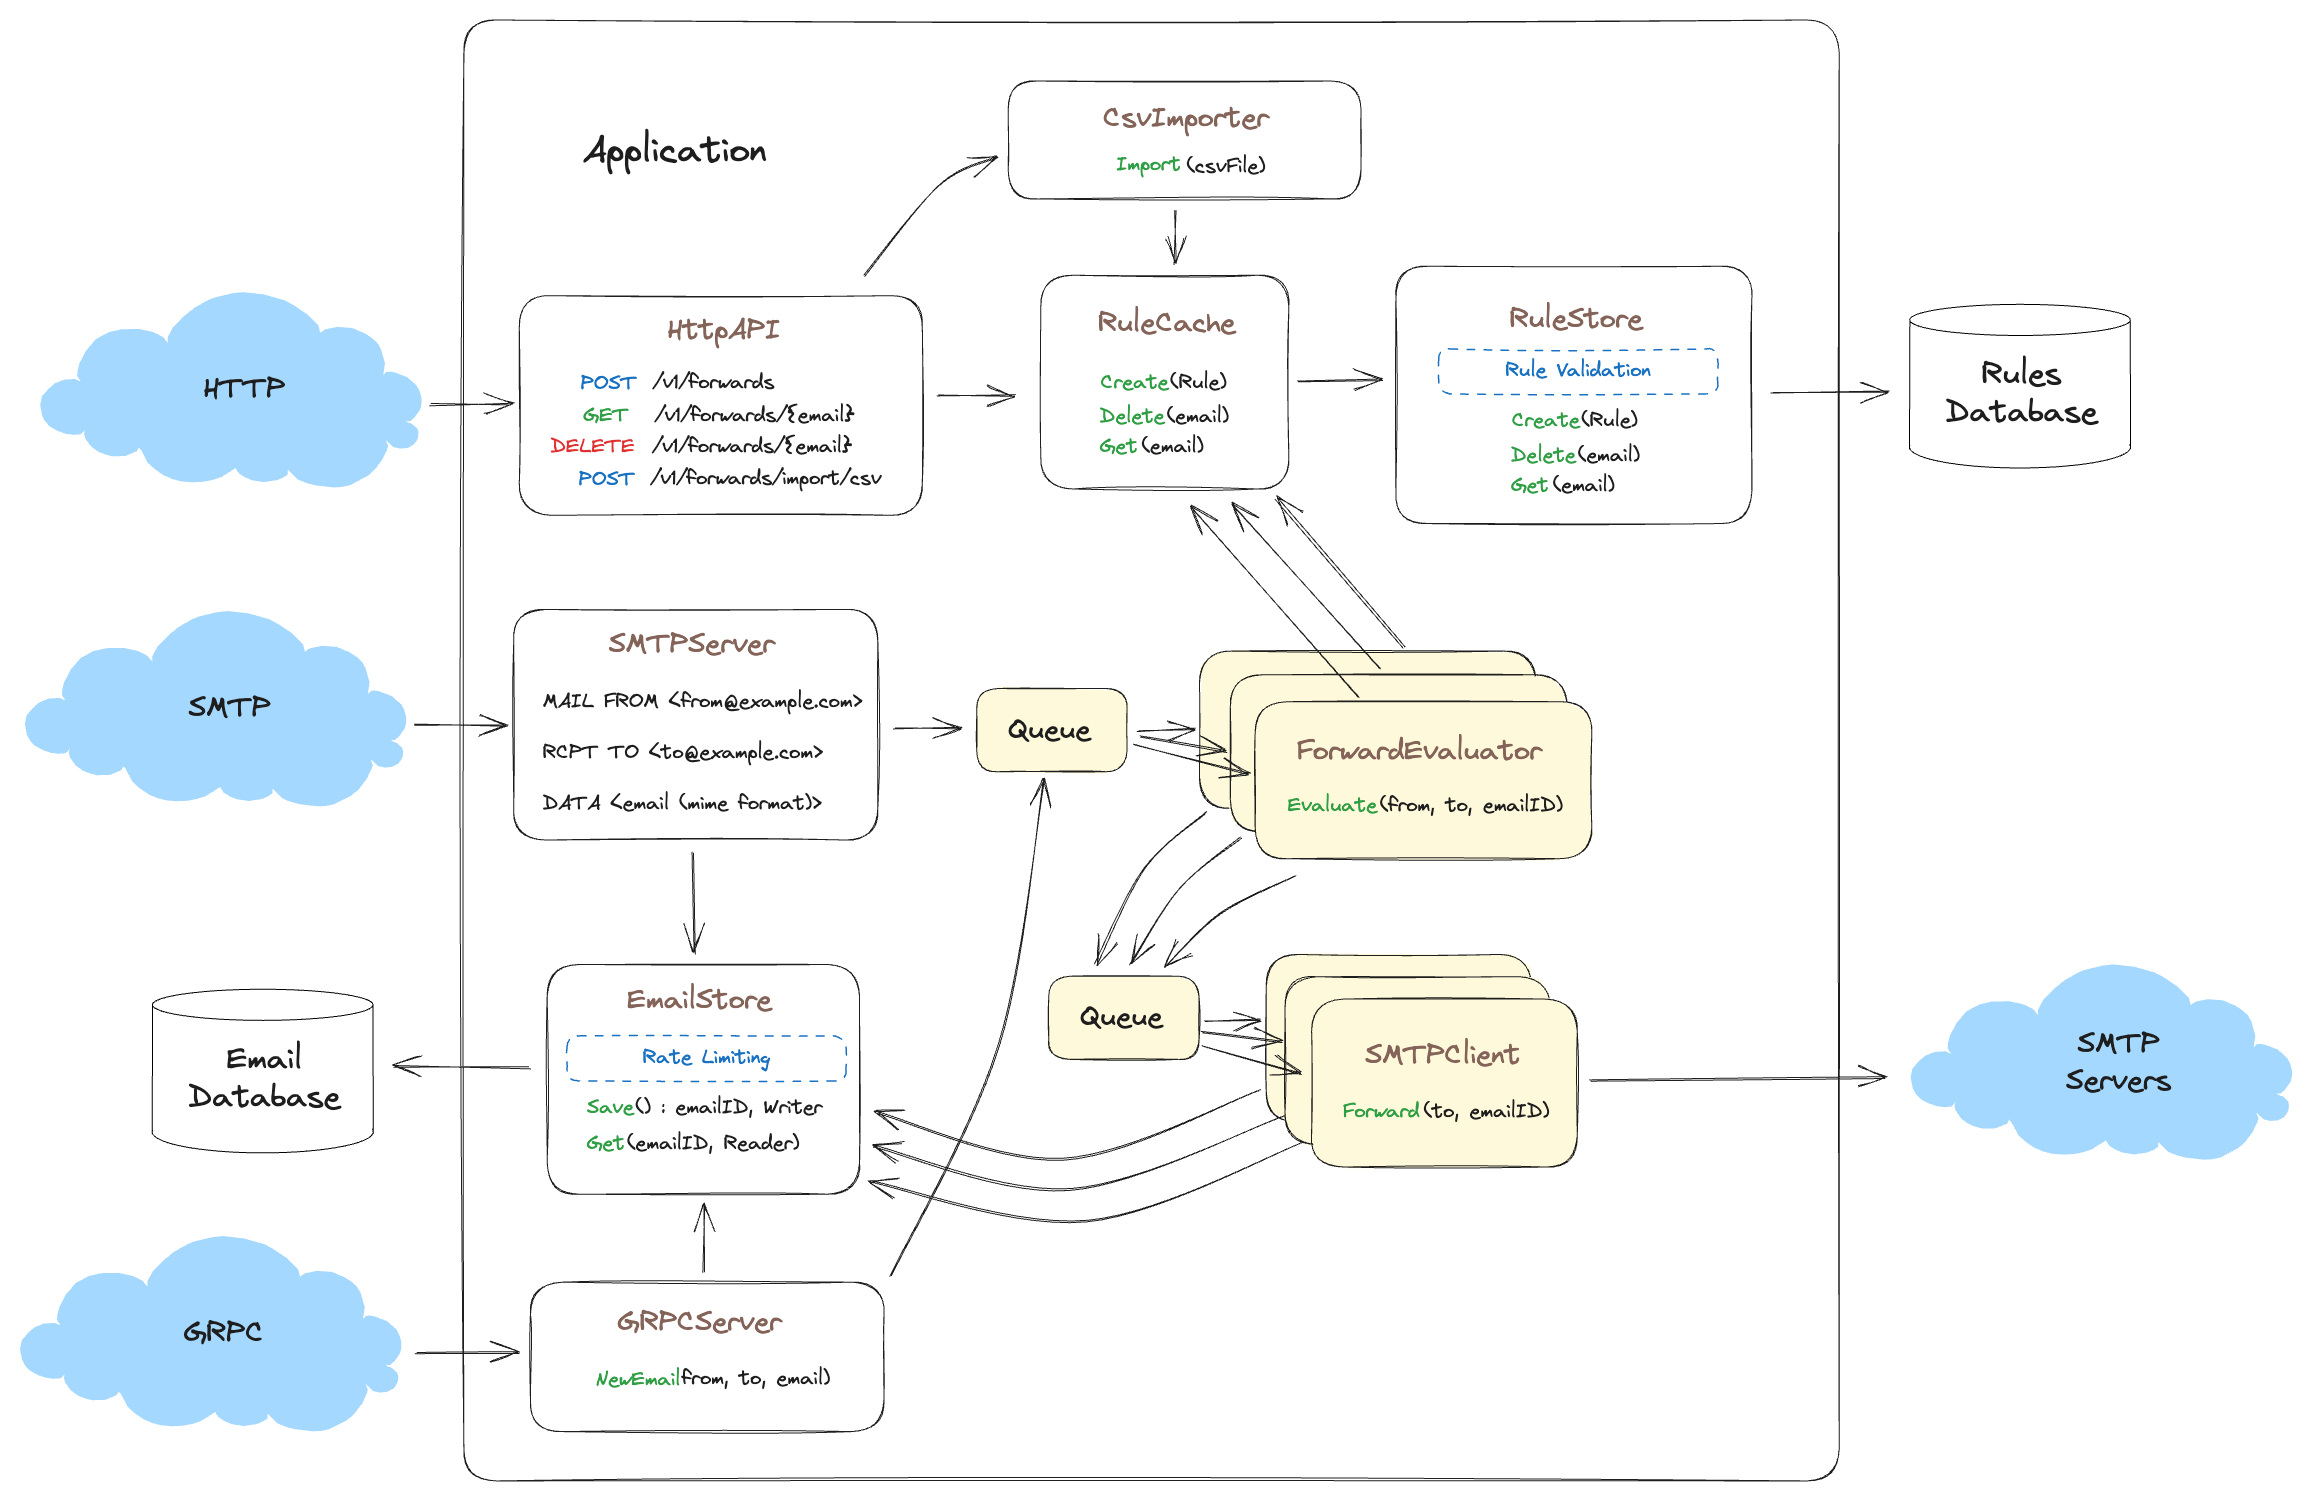 Application
CsvImporter
Import (csvFile)
HTTP
HttpAPI
POST /v1/forwards
GET /v1/forwards/{email}
DELETE /v1/forwards/{email}
POST /v1/forwards/import/csv
RuleCache
Create(Rule)
Delete(email)
Get(email)
RuleStore
Rule Validation
Create(Rule)
Delete(email)
Get(email)
Rules
Database
SMTP
SMTPServer
MAIL FROM <from@example.com>
RCPT TO <to@example.com>
DATA <email (mime format)>
Queue
ForwardEvaluator
Evaluate(from, to, emailID)
Email
Database
EmailStore
Rate Limiting
Save() : emailID, Writer
Get(emailID, Reader)
Queue
SMTPClient
Forward(to, emailID)
SMTP
Servers
GRPC
GRPCServer
NewEmailfrom, to, email)